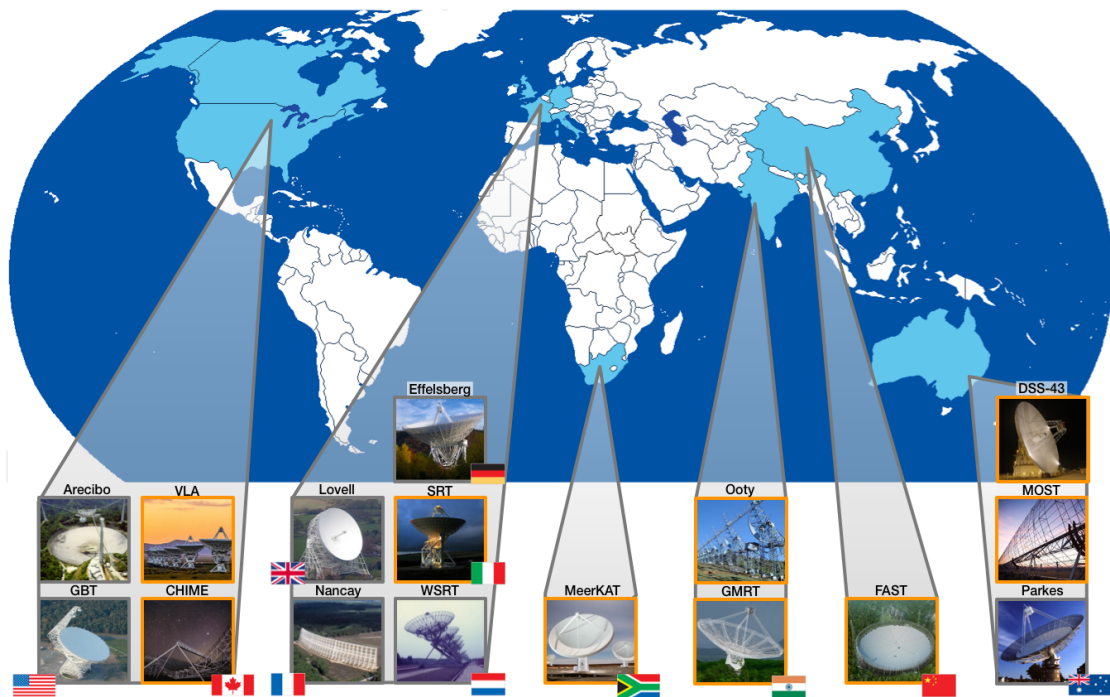 Effelsberg
DSS-43
Arecibo
VLA
Lovell
SRT
Ooty
MOST
GBT
CHIME
Nancay
WSRT
MeerKAT
GMRT
FAST
Parkes